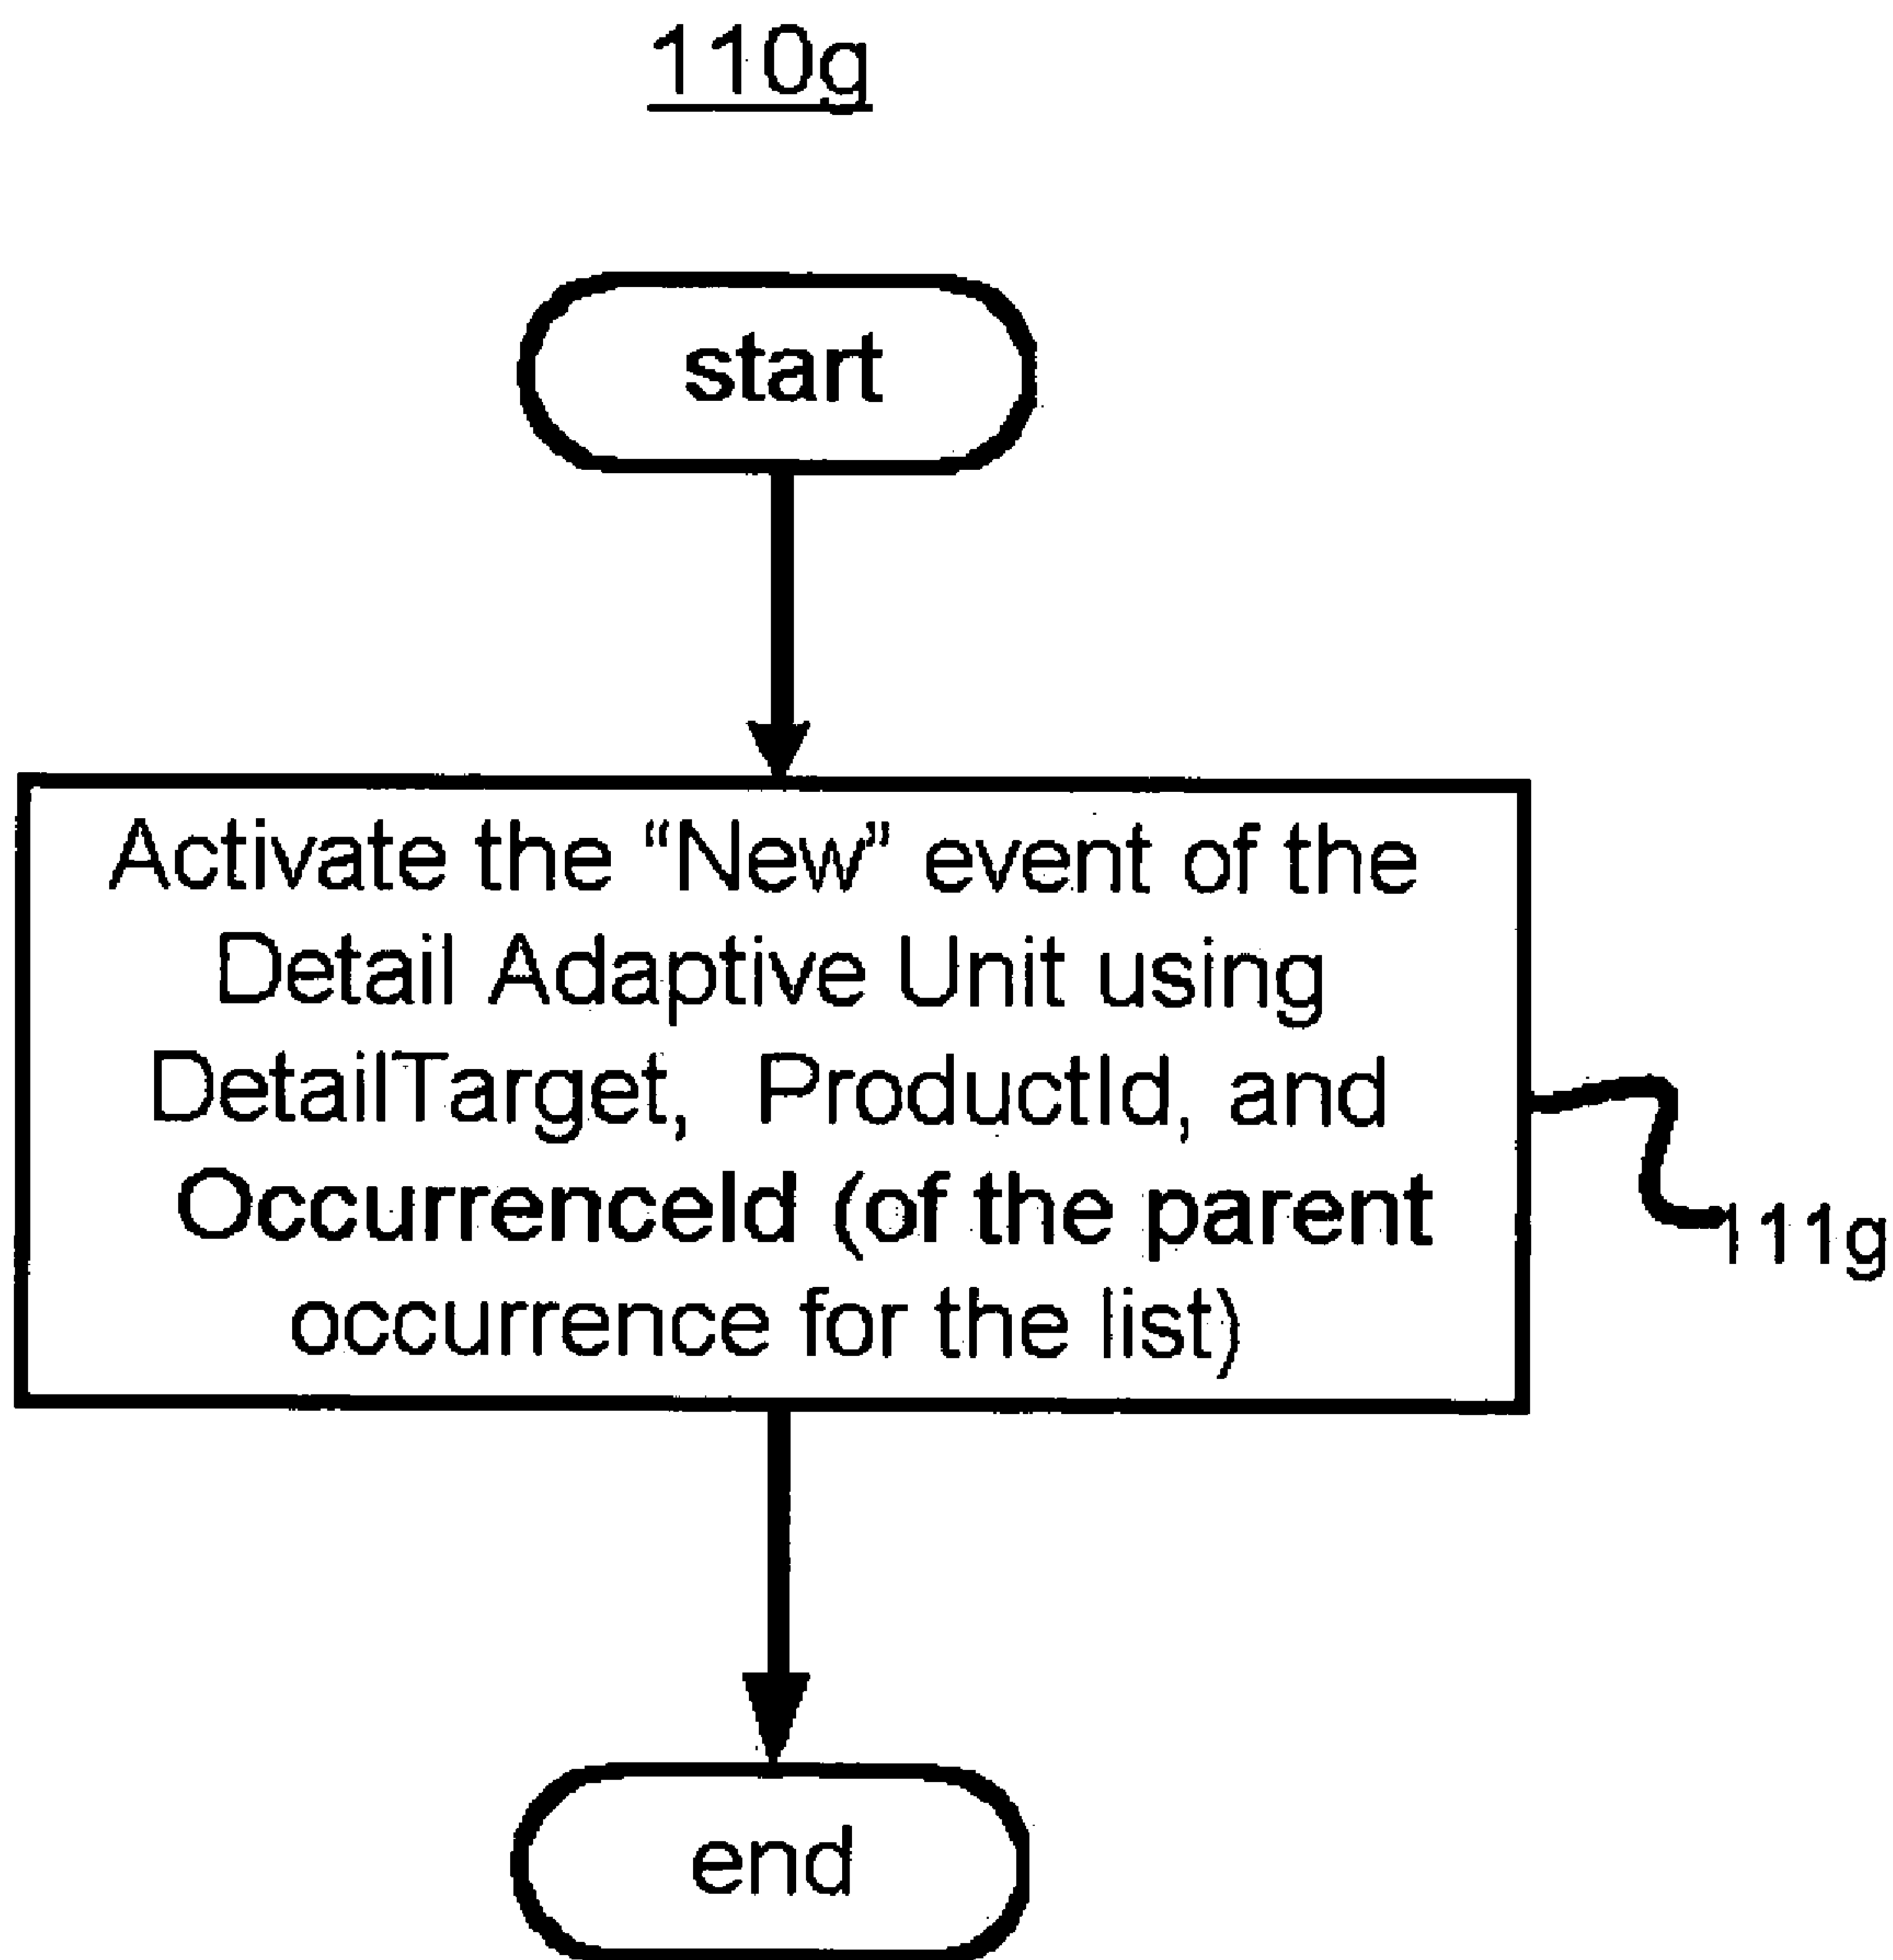 110g
start
Activate the “New” event of the
Detail Adaptive Unit using
DetailTarget, ProductId, and
OccurrenceId (of the parent
occurrence for the list)
111g
end